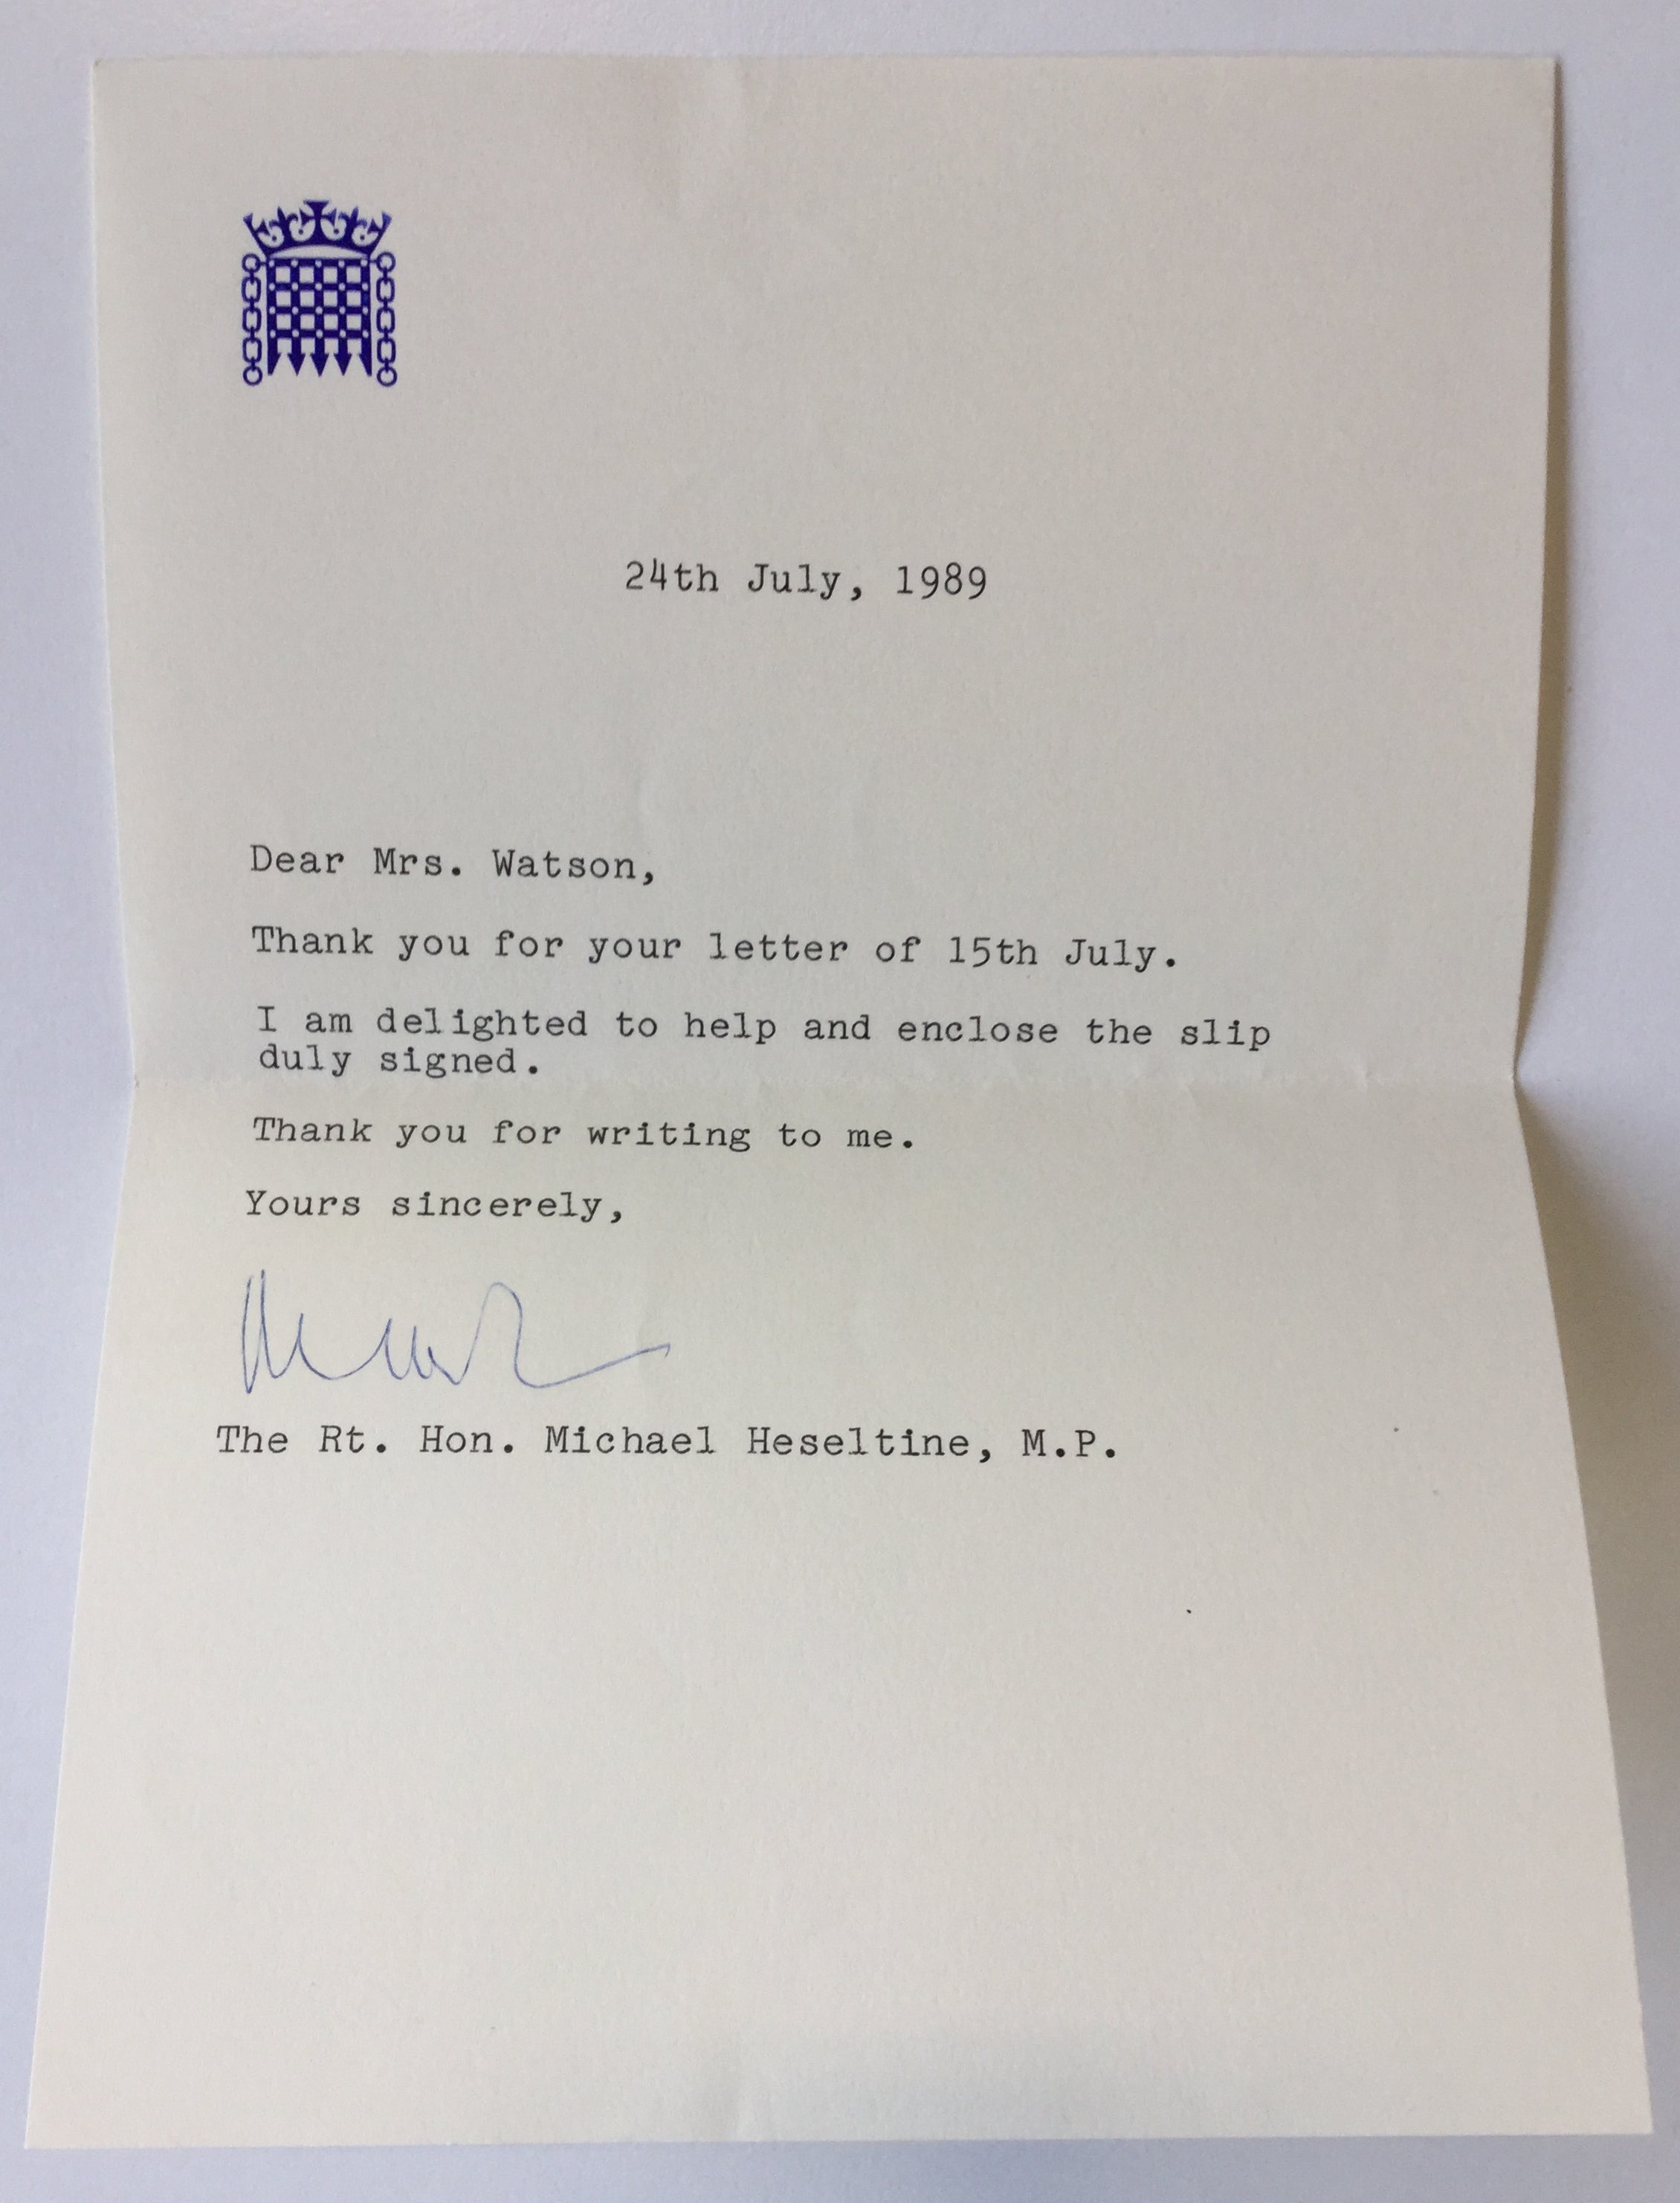 24th July, 1989
Dear Mrs. Watson,
Thank you for your letter of 15th July.
I am delighted to help and enclose the slip
duly signed.
Thank you for writing to me.
Yours sincerely,
The Rt. Hon. Michael Heseltine, M.P.